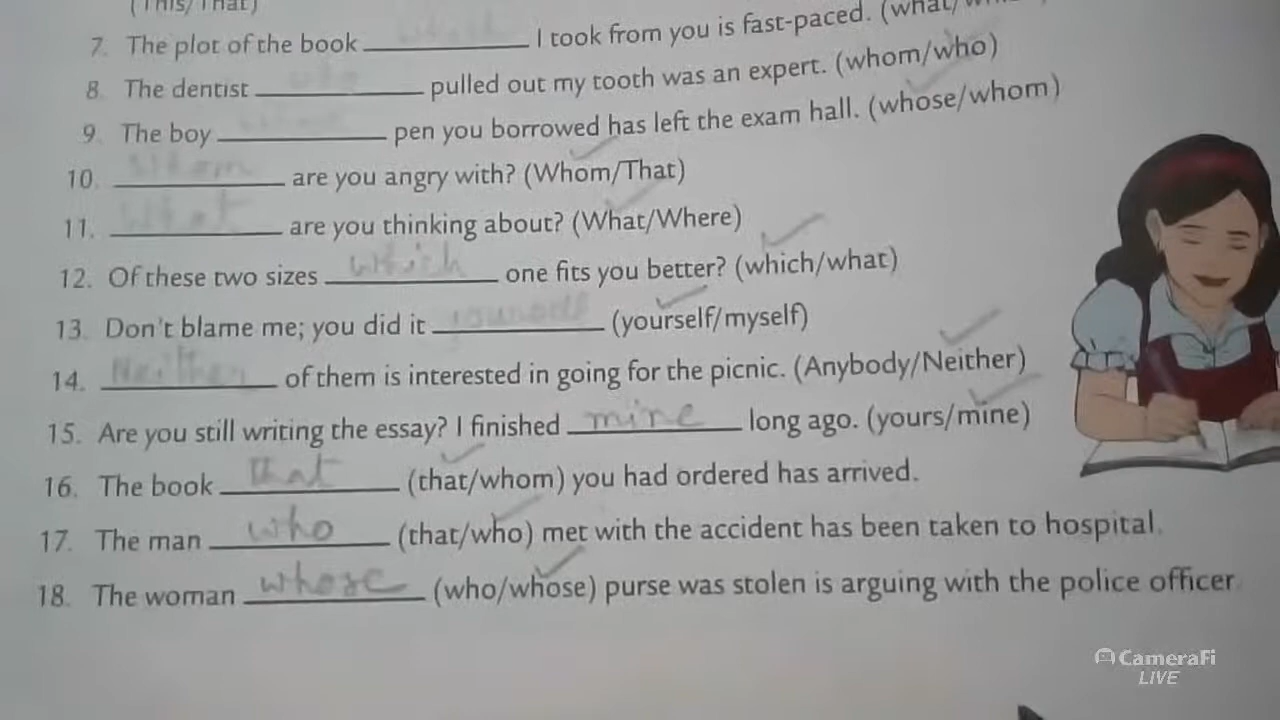 (This/That)
7. The plot of the book ________ I took from you is fast-paced. (what/
8. The dentist ________ pulled out my tooth was an expert. (whom/who)
9. The boy ________ pen you borrowed has left the exam hall. (whose/whom)
10. Whom are you angry with? (Whom/That)
11. What are you thinking about? (What/Where)
12. Of these two sizes which one fits you better? (which/what)
13. Don't blame me; you did it ________ (yourself/myself)
14. Neither of them is interested in going for the picnic. (Anybody/Neither)
15. Are you still writing the essay? I finished mine long ago. (yours/mine)
16. The book that (that/whom) you had ordered has arrived.
17. The man who (that/who) met with the accident has been taken to hospital.
18. The woman whose (who/whose) purse was stolen is arguing with the police officer.
CameraFi
LIVE